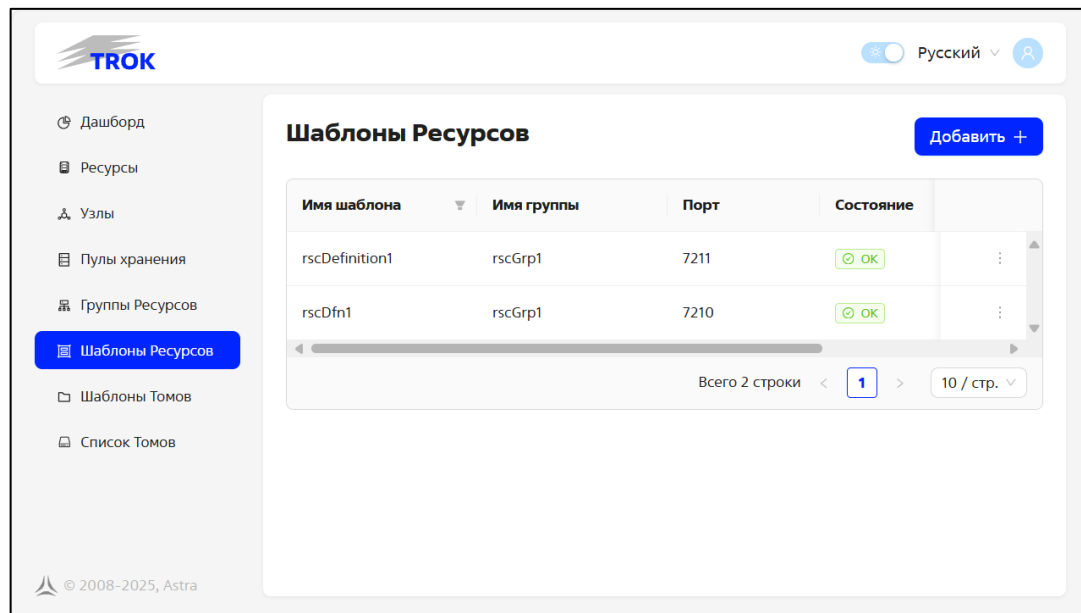 TROK
Русский
Дашборд
Ресурсы
Узлы
Пулы хранения
Группы Ресурсов
Шаблоны Ресурсов
Шаблоны Томов
Список Томов
© 2008-2025, Astra
Шаблоны Ресурсов
Добавить +
Имя шаблона Имя группы Порт Состояние
rscDefinition1 rscGrp1 7211 OK
rscDfn1 rscGrp1 7210 OK
Всего 2 строки < 1 > 10 / стр.